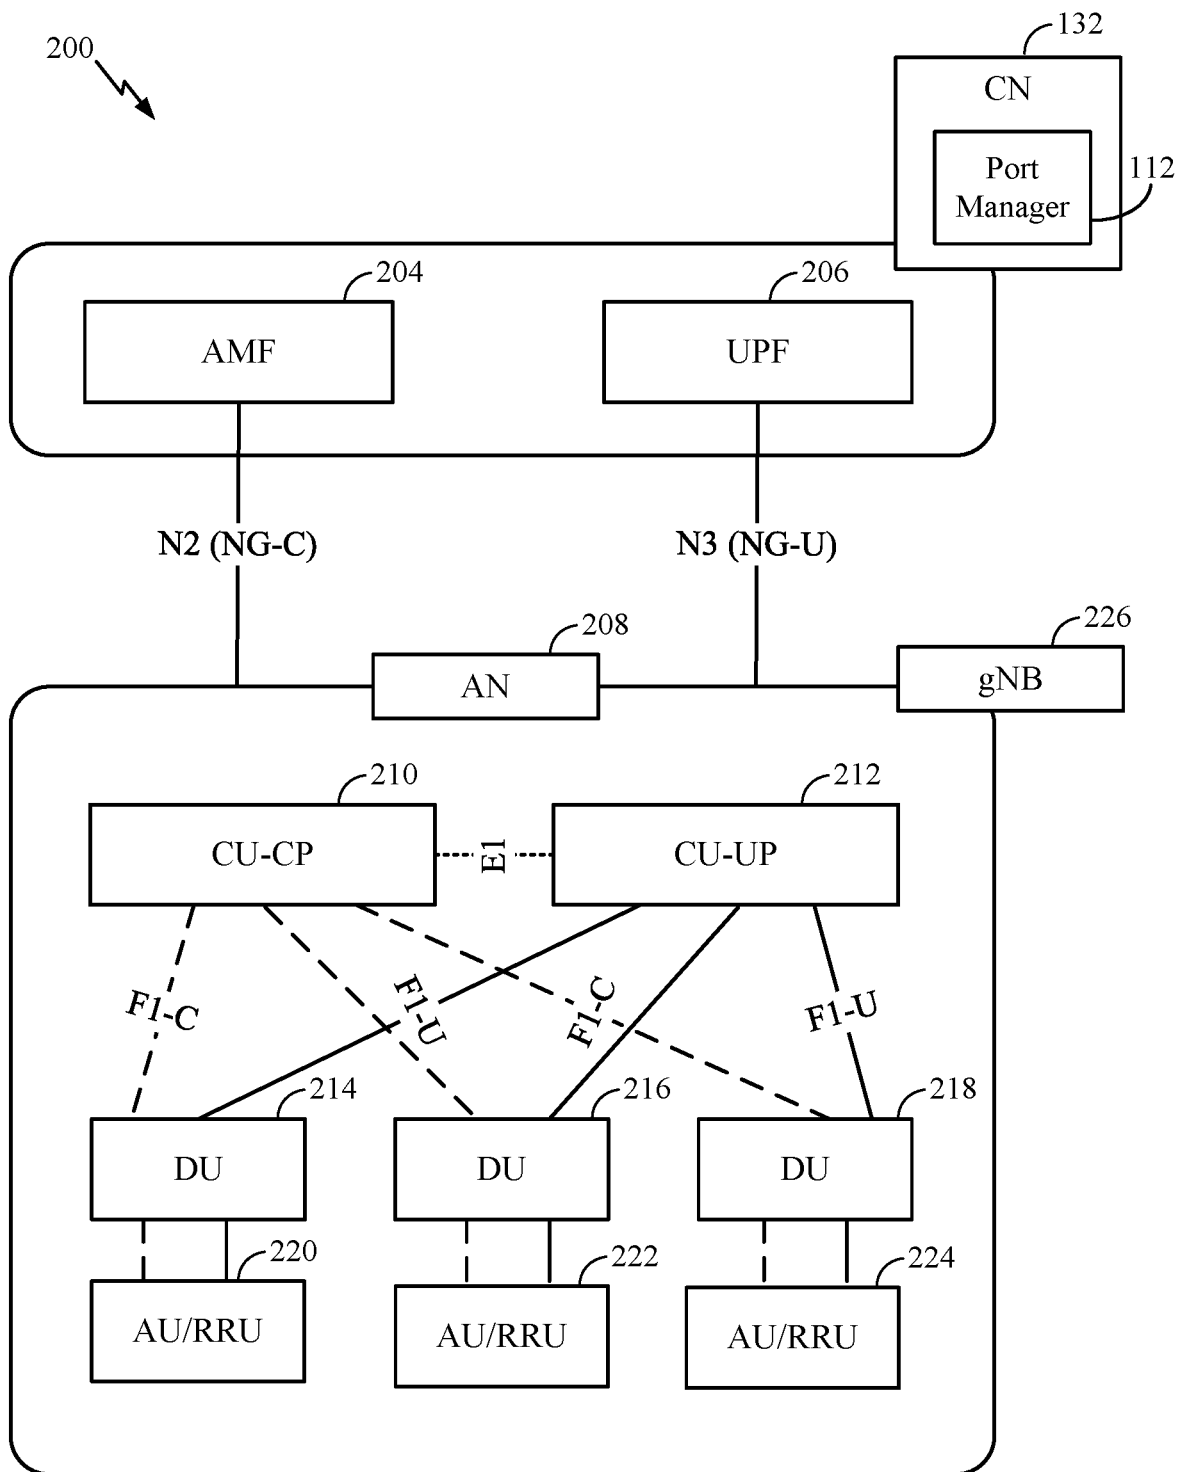 132
200
CN
Port
Manager
112
204
206
AMF
UPF
N2 (NG-C)
N3 (NG-U)
208
226
AN
gNB
210
212
CU-CP
E1
CU-UP
F1-C
F1-U
F1-C
F1-U
214
216
218
DU
DU
DU
220
222
224
AU/RRU
AU/RRU
AU/RRU